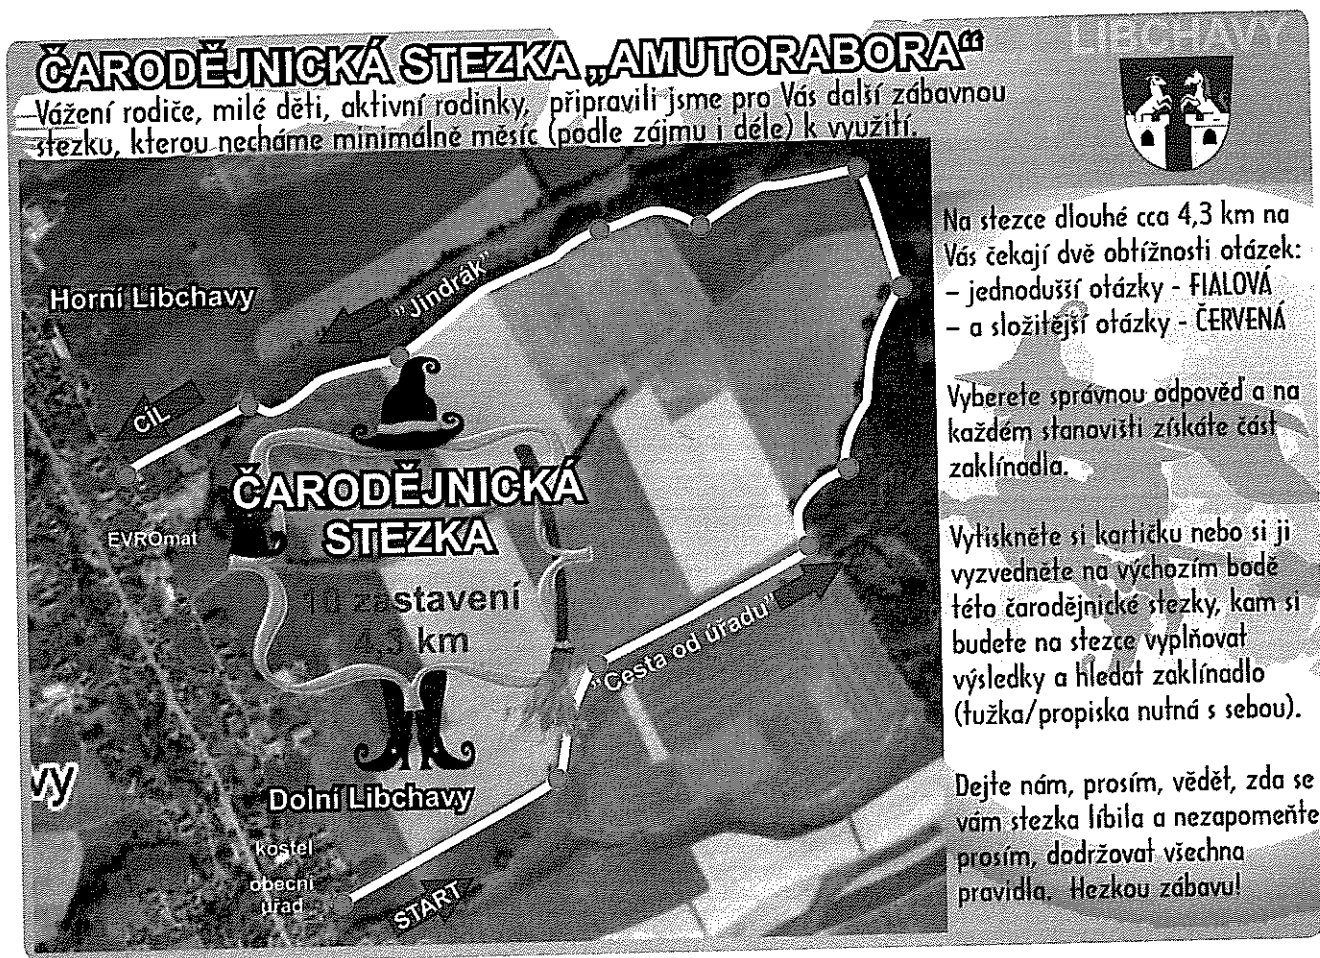 LIBCHAVY
ČARODĚJNICKÁ STEZKA „AMUTORABORA“
Vážení rodiče, milé děti, aktivní rodinky, připravili jsme pro Vás další zábavnou
stezku, kterou necháme minimálně měsíc (podle zájmu i déle) k využití.
Horní Libchavy
"Jindrák"
CÍL
EVROmat
ČARODĚJNICKÁ
STEZKA
10 zastavení
4,3 km
"Cesta od úřadu"
vy
Dolní Libchavy
kostel
obecní
úřad
START
Na stezce dlouhé cca 4,3 km na
Vás čekají dvě obtížnosti otázek:
– jednodušší otázky - FIALOVÁ
– a složitější otázky - ČERVENÁ
Vyberete správnou odpověď a na
každém stanovišti získáte část
zaklínadla.
Vytiskněte si kartičku nebo si ji
vyzvedněte na výchozím bodě
této čarodějnické stezky, kam si
budete na stezce vyplňovat
výsledky a hledat zaklínadlo
(tužka/propiska nutná s sebou).
Dejte nám, prosím, vědět, zda se
vám stezka líbila a nezapomeňte
prosím, dodržovat všechna
pravidla. Hezkou zábavu!